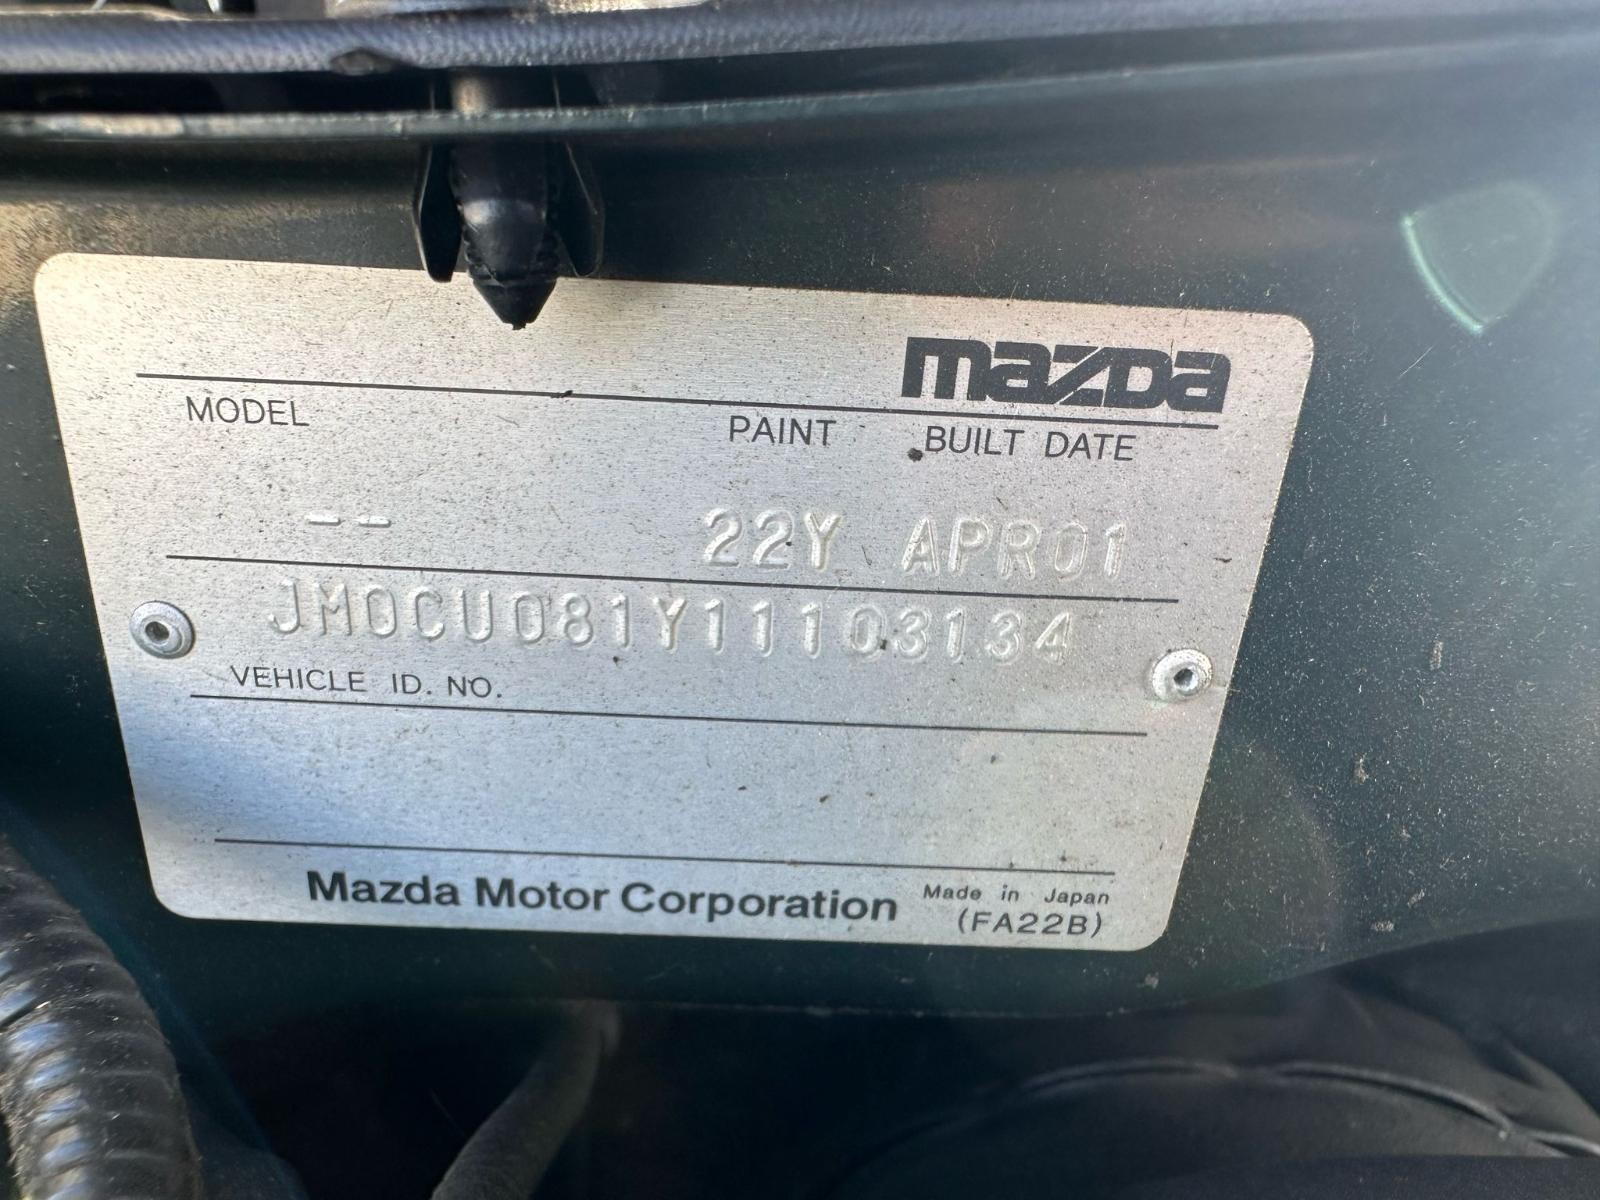 mazda
MODEL PAINT BUILT DATE
-- 22Y APR01
JM0CU081Y11103134
VEHICLE ID. NO.
Mazda Motor Corporation Made in Japan
(FA22B)